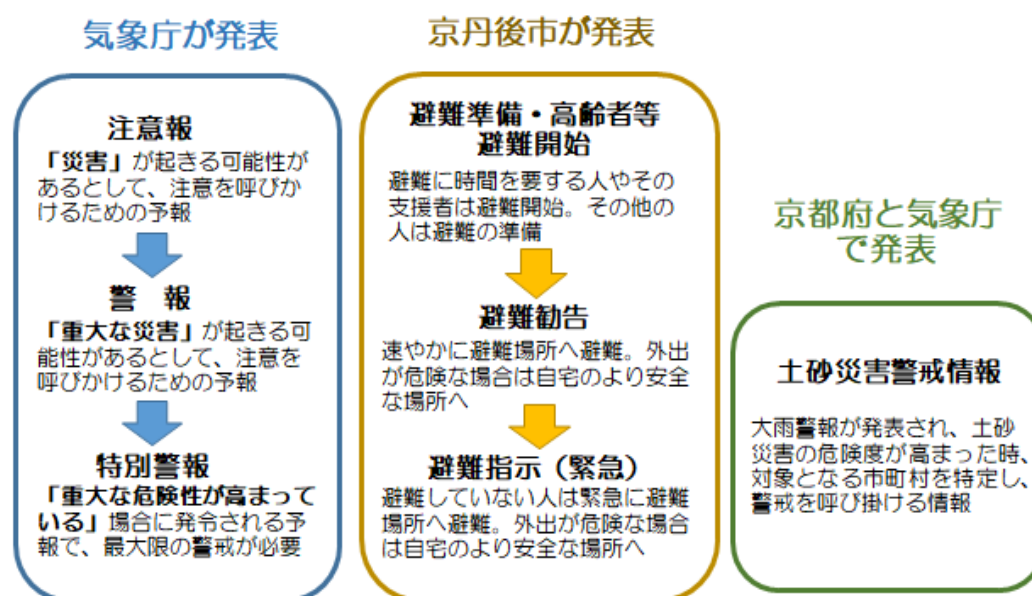 気象庁が発表
注意報
「災害」が起きる可能性が
あるとして、注意を呼びか
けるための予報
警　報
「重大な災害」が起きる可
能性があるとして、注意を
呼びかけるための予報
特別警報
「重大な危険性が高まって
いる」場合に発令される予
報で、最大限の警戒が必要
京丹後市が発表
避難準備・高齢者等
避難開始
避難に時間を要する人やその
支援者は避難開始。その他の
人は避難の準備
避難勧告
速やかに避難場所へ避難。外出
が危険な場合は自宅のより安全
な場所へ
避難指示（緊急）
避難していない人は緊急に避難
場所へ避難。外出が危険な場合
は自宅のより安全な場所へ
京都府と気象庁
で発表
土砂災害警戒情報
大雨警報が発表され、土砂
災害の危険度が高まった時、
対象となる市町村を特定し、
警戒を呼び掛ける情報